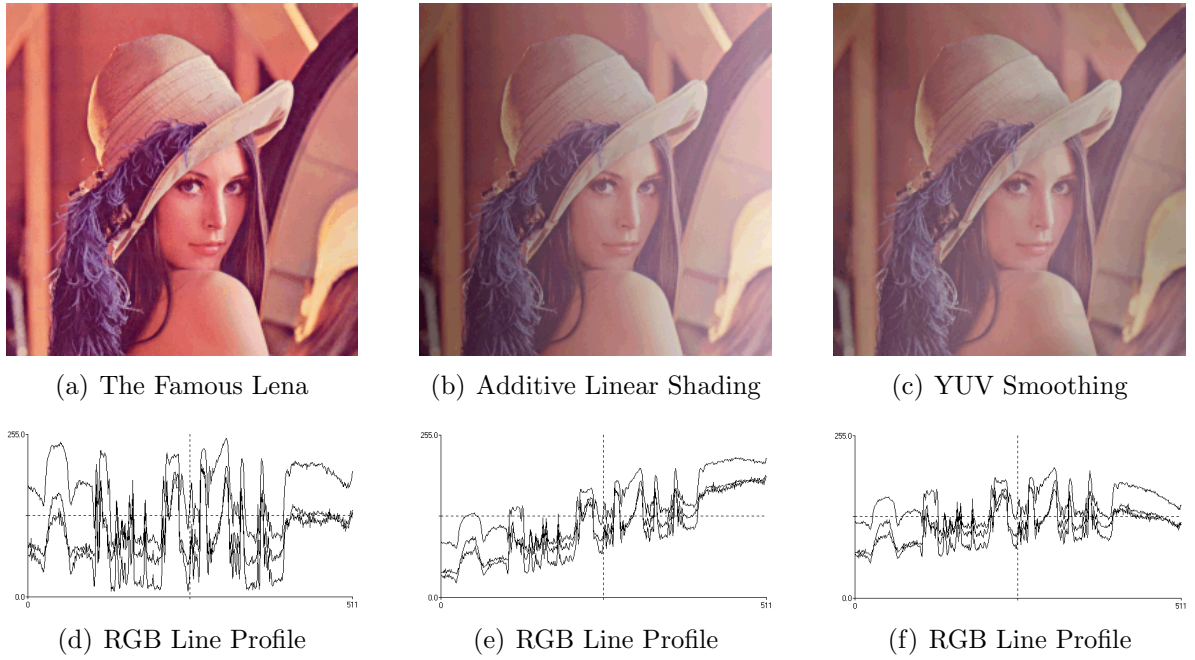 (a) The Famous Lena
(b) Additive Linear Shading
(c) YUV Smoothing
255.0
0.0
0
511
255.0
0.0
0
511
255.0
0.0
0
511
(d) RGB Line Profile
(e) RGB Line Profile
(f) RGB Line Profile